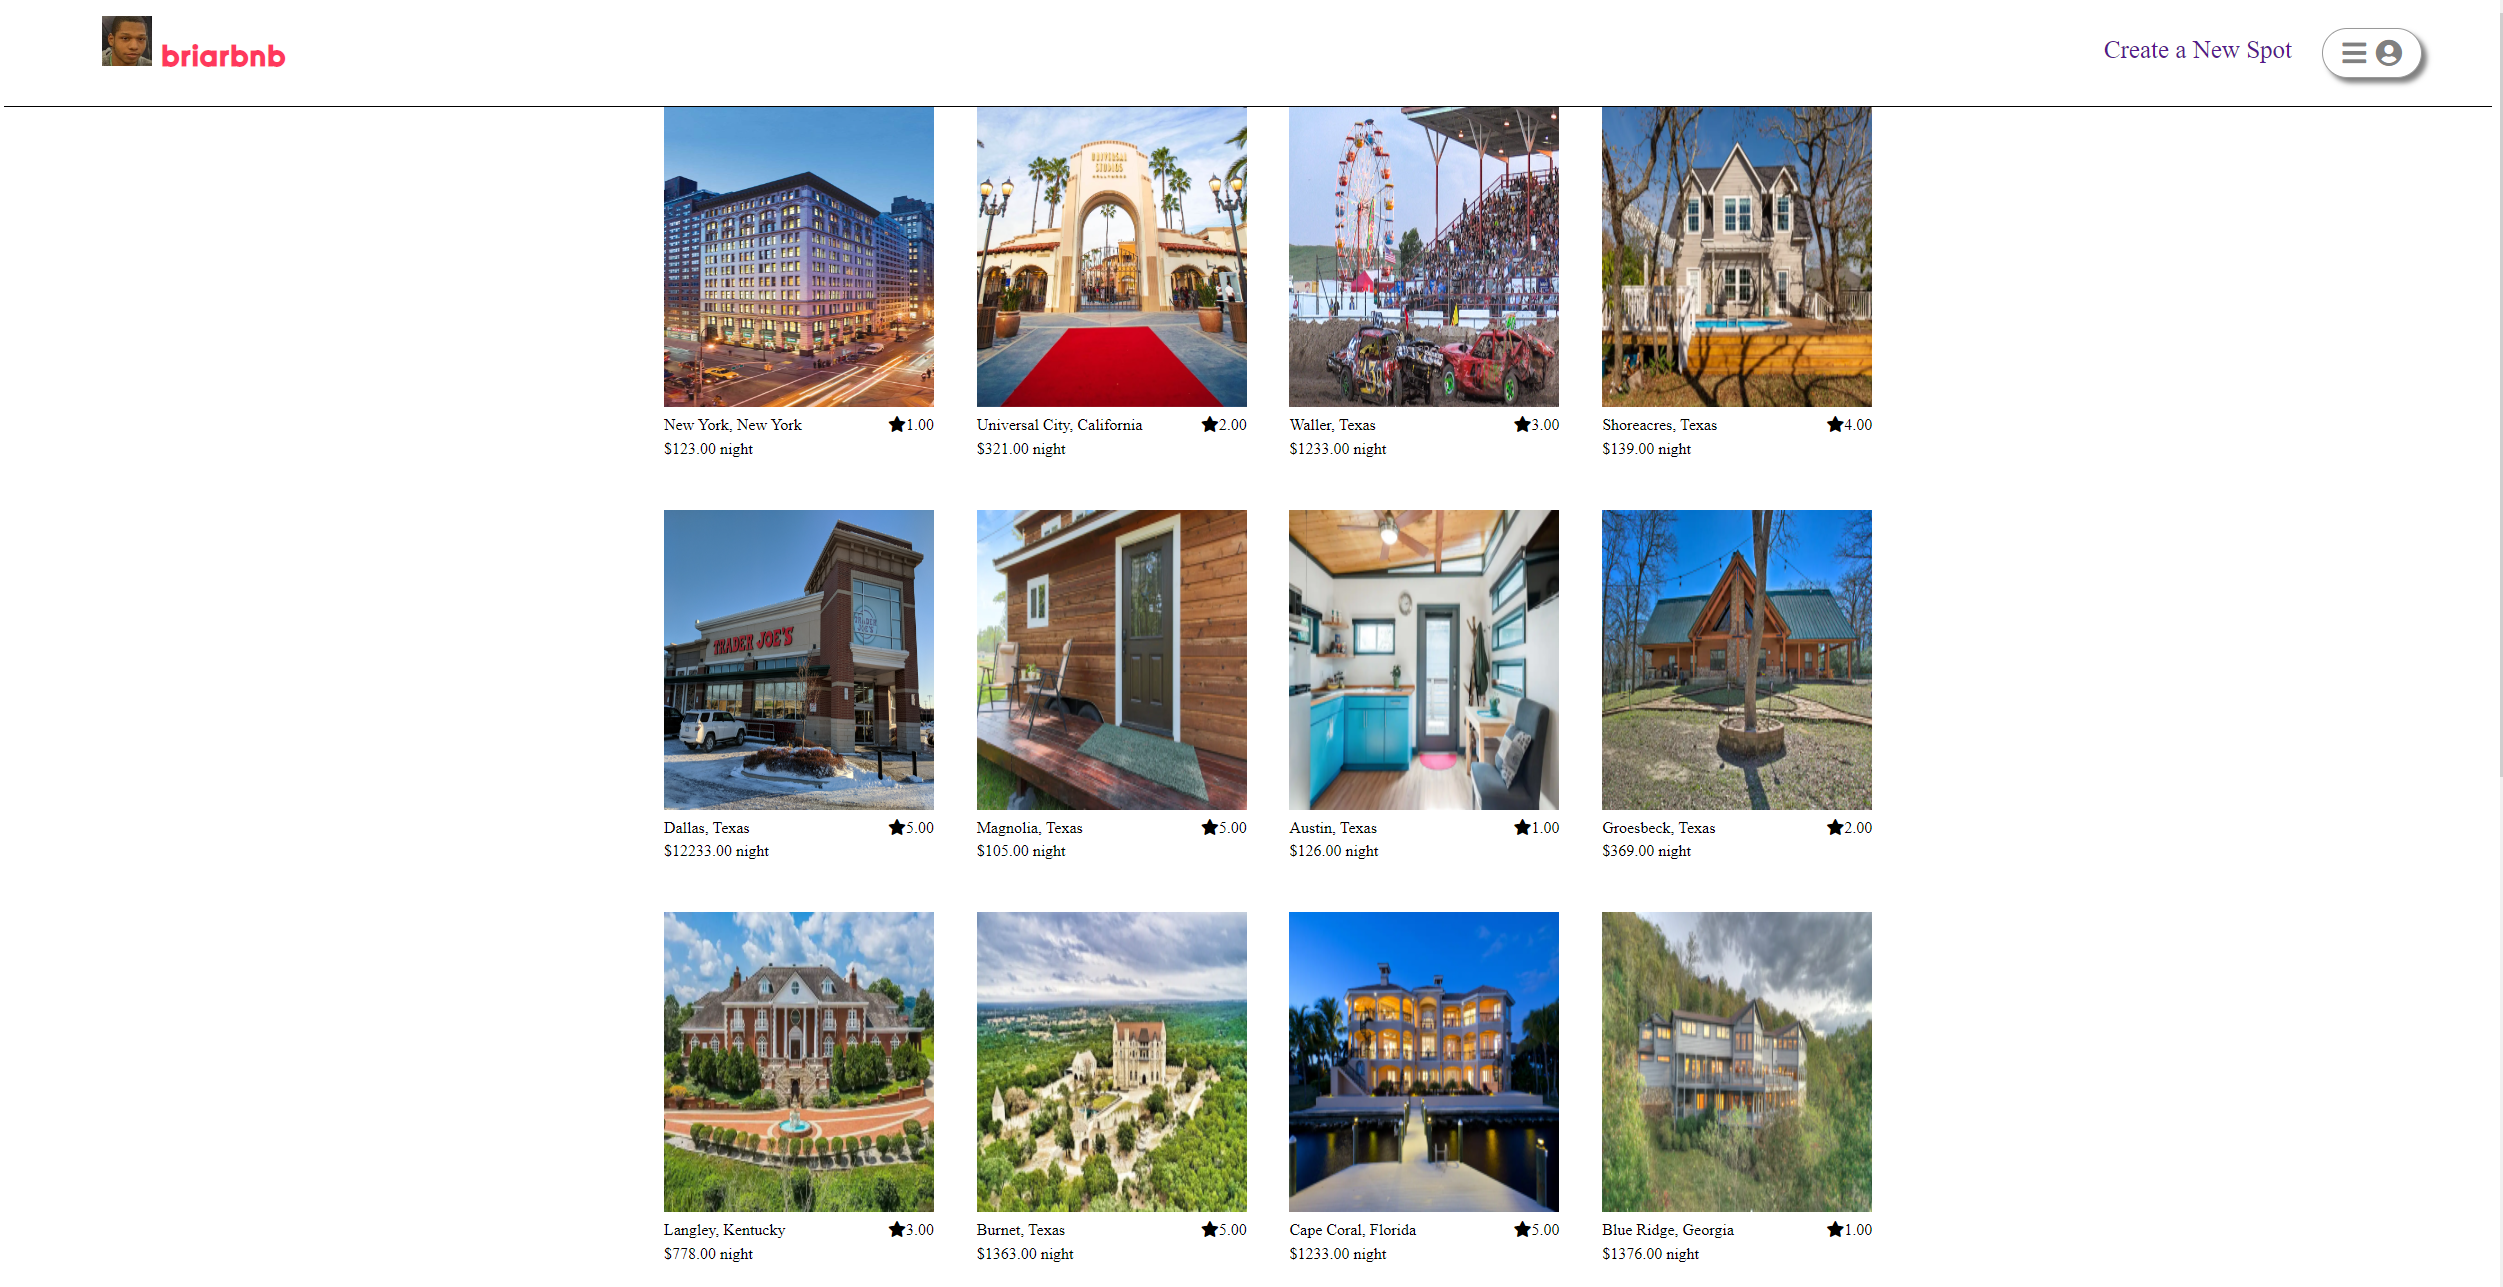 briarbnb
Create a New Spot
UNIVERSAL
STUDIOS
HOLLYWOOD
New York, New York 1.00
$123.00 night
Universal City, California 2.00
$321.00 night
Waller, Texas 3.00
$1233.00 night
Shoreacres, Texas 4.00
$139.00 night
TRADER JOE'S
TRADER
JOE'S
Dallas, Texas 5.00
$12233.00 night
Magnolia, Texas 5.00
$105.00 night
Austin, Texas 1.00
$126.00 night
Groesbeck, Texas 2.00
$369.00 night
Langley, Kentucky 3.00
$778.00 night
Burnet, Texas 5.00
$1363.00 night
Cape Coral, Florida 5.00
$1233.00 night
Blue Ridge, Georgia 1.00
$1376.00 night